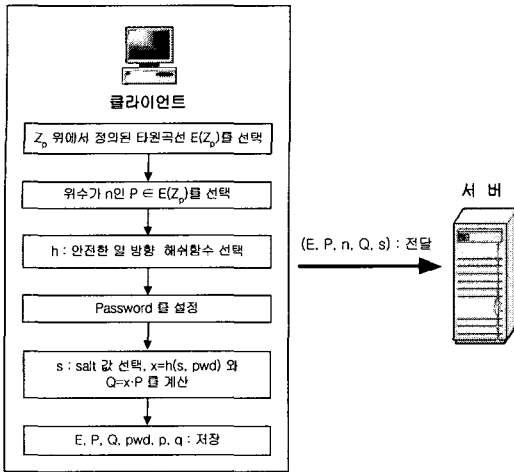 클라이언트
Zp 위에서 정의된 타원곡선 E(Zp)를 선택
위수가 n인 P ∈ E(Zp)를 선택
h : 안전한 일 방향 해쉬함수 선택
Password 를 설정
s : salt 값 선택, x=h(s, pwd) 와
Q=x·P 를 계산
E, P, Q, pwd, p, q : 저장
(E, P, n, Q, s) : 전달
서 버